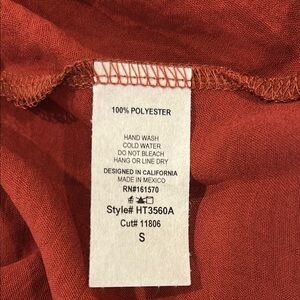 100% POLYESTER
HAND WASH
COLD WATER
DO NOT BLEACH
HANG OR LINE DRY
DESIGNED IN CALIFORNIA
MADE IN MEXICO
RN#161570
Style# HT3560A
Cut# 11806
S